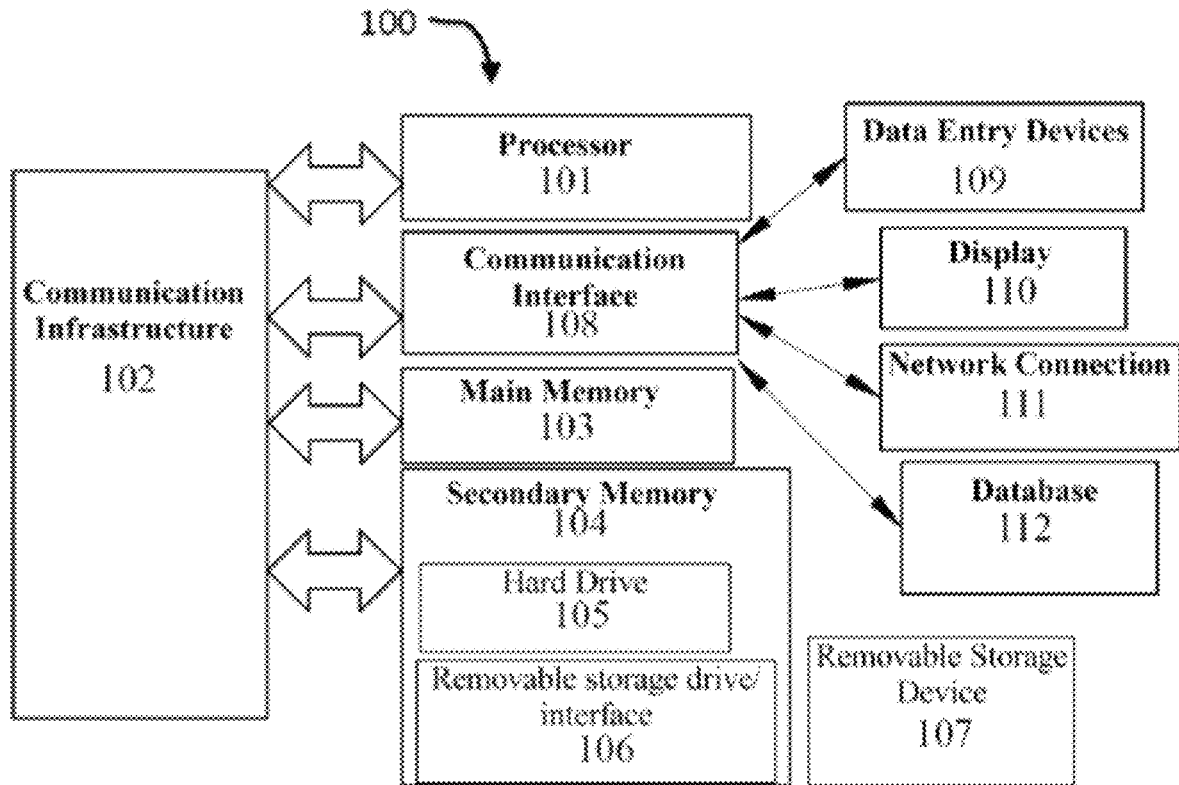 100
Processor
101
Communication
Infrastructure
102
Communication
Interface
108
Main Memory
103
Secondary Memory
104
Hard Drive
105
Removable storage drive/
interface
106
Data Entry Devices
109
Display
110
Network Connection
111
Database
112
Removable Storage
Device
107